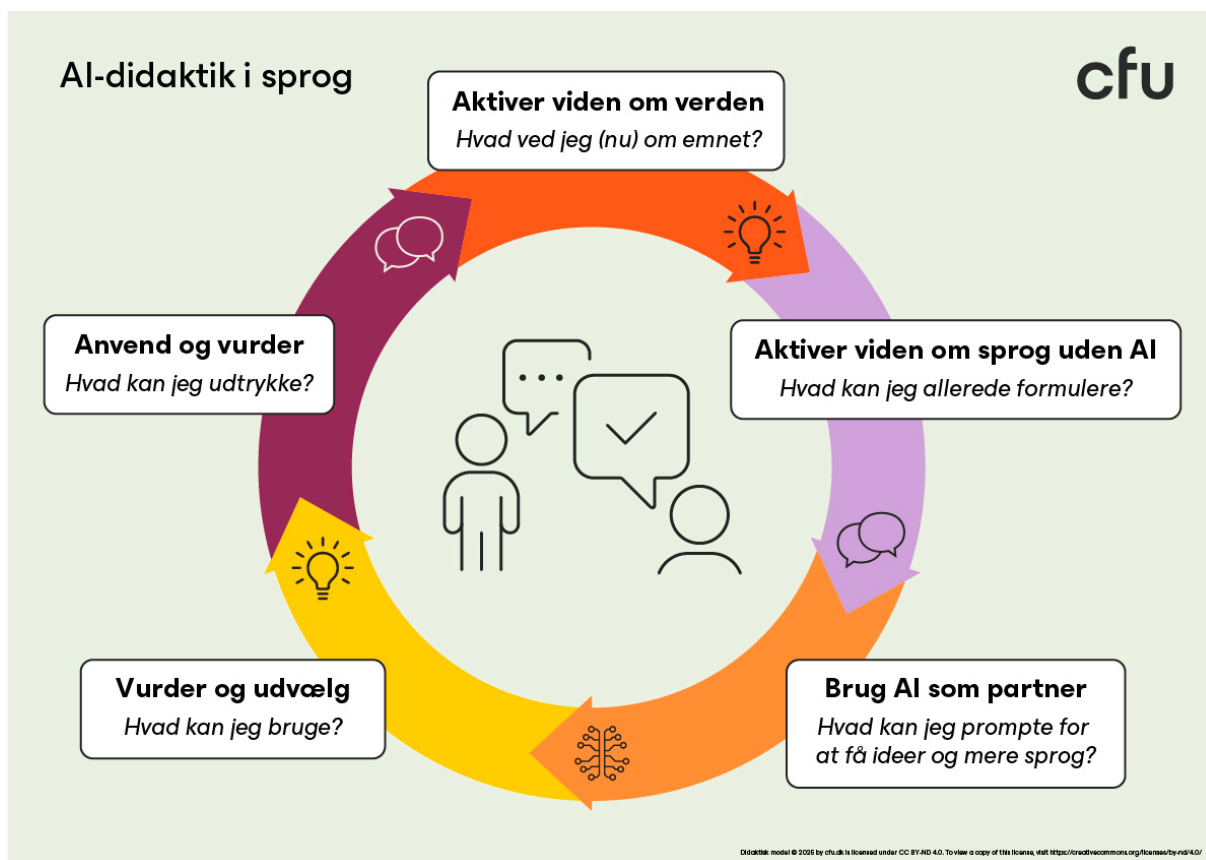 AI-didaktik i sprog
cfu
Aktiver viden om verden
Hvad ved jeg (nu) om emnet?
Aktiver viden om sprog uden AI
Hvad kan jeg allerede formulere?
Brug AI som partner
Hvad kan jeg prompte for
at få ideer og mere sprog?
Vurder og udvælg
Hvad kan jeg bruge?
Anvend og vurder
Hvad kan jeg udtrykke?
Didaktisk model © 2025 by cfu.dk is licensed under CC BY-ND 4.0. To view a copy of this license, visit https://creativecommons.org/licenses/by-nd/4.0/